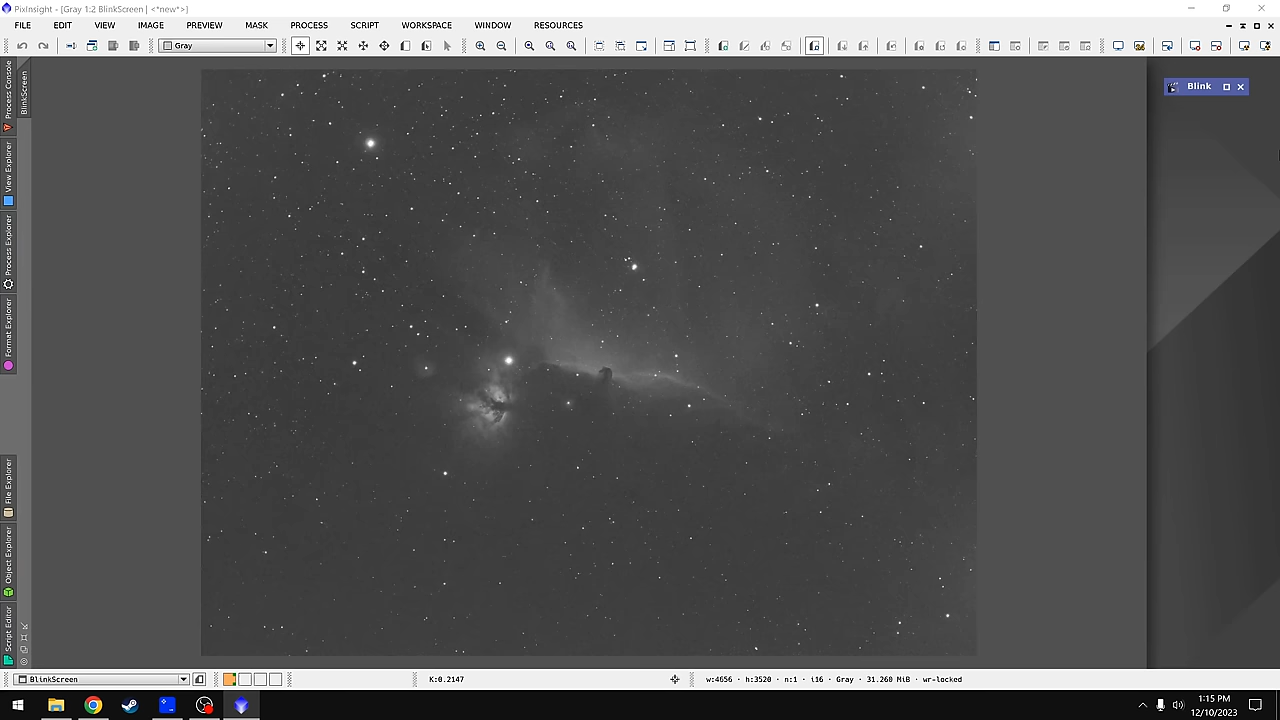 PixInsight - [Gray 1:2 BlinkScreen | <*new*>]
FILE EDIT VIEW IMAGE PREVIEW MASK PROCESS SCRIPT WORKSPACE WINDOW RESOURCES
Gray
Process Console
BlinkScreen
Blink
View Explorer
Process Explorer
Format Explorer
File Explorer
Object Explorer
Script Editor
BlinkScreen
K:0.2147
w:4656 · h:3520 · n:1 · i16 · Gray · 31.260 MiB · wr-locked
1:15 PM
12/10/2023